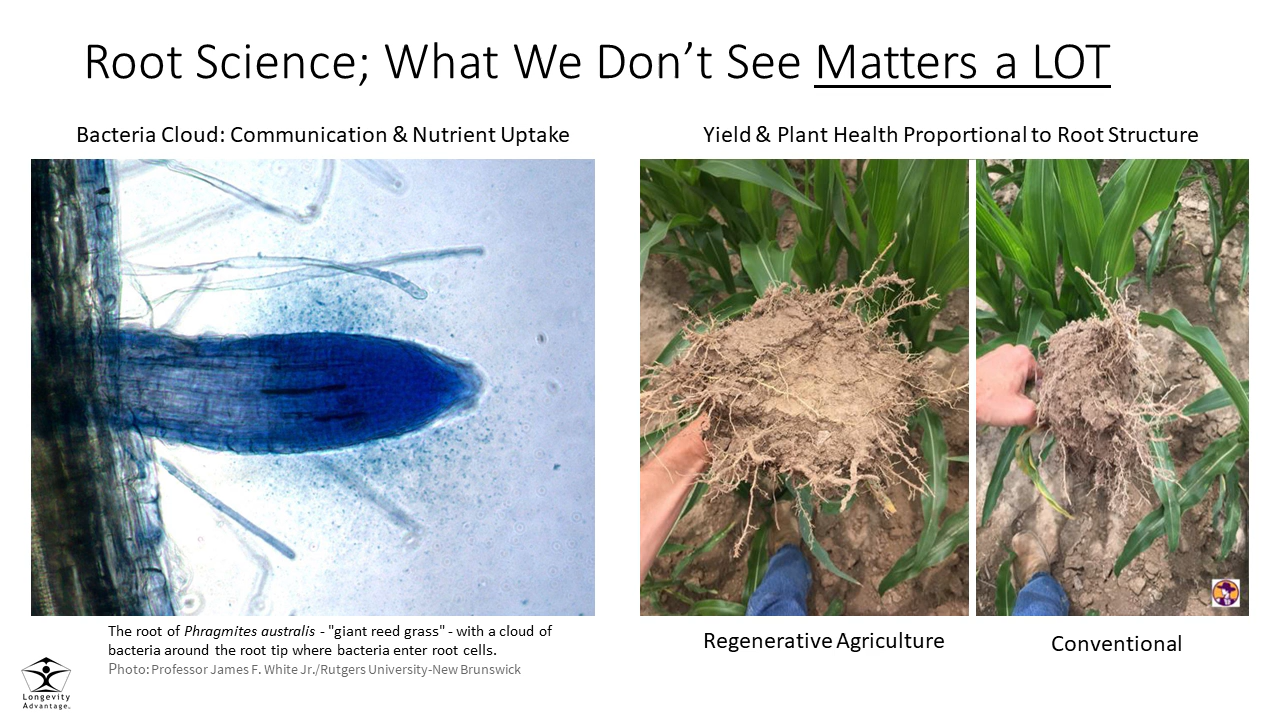 Root Science; What We Don’t See Matters a LOT
Bacteria Cloud: Communication & Nutrient Uptake
Yield & Plant Health Proportional to Root Structure
The root of Phragmites australis - "giant reed grass" - with a cloud of
bacteria around the root tip where bacteria enter root cells.
Photo: Professor James F. White Jr./Rutgers University-New Brunswick
Regenerative Agriculture
Conventional
Longevity
Advantage